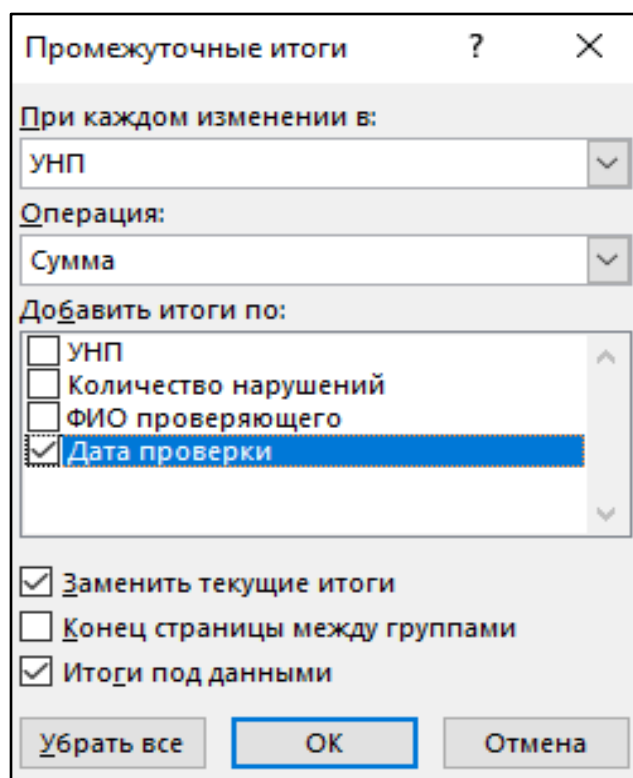 Промежуточные итоги ?
При каждом изменении в:
УНП
Операция:
Сумма
Добавить итоги по:
УНП
Количество нарушений
ФИО проверяющего
Дата проверки
Заменить текущие итоги
Конец страницы между группами
Итоги под данными
Убрать все ОК Отмена